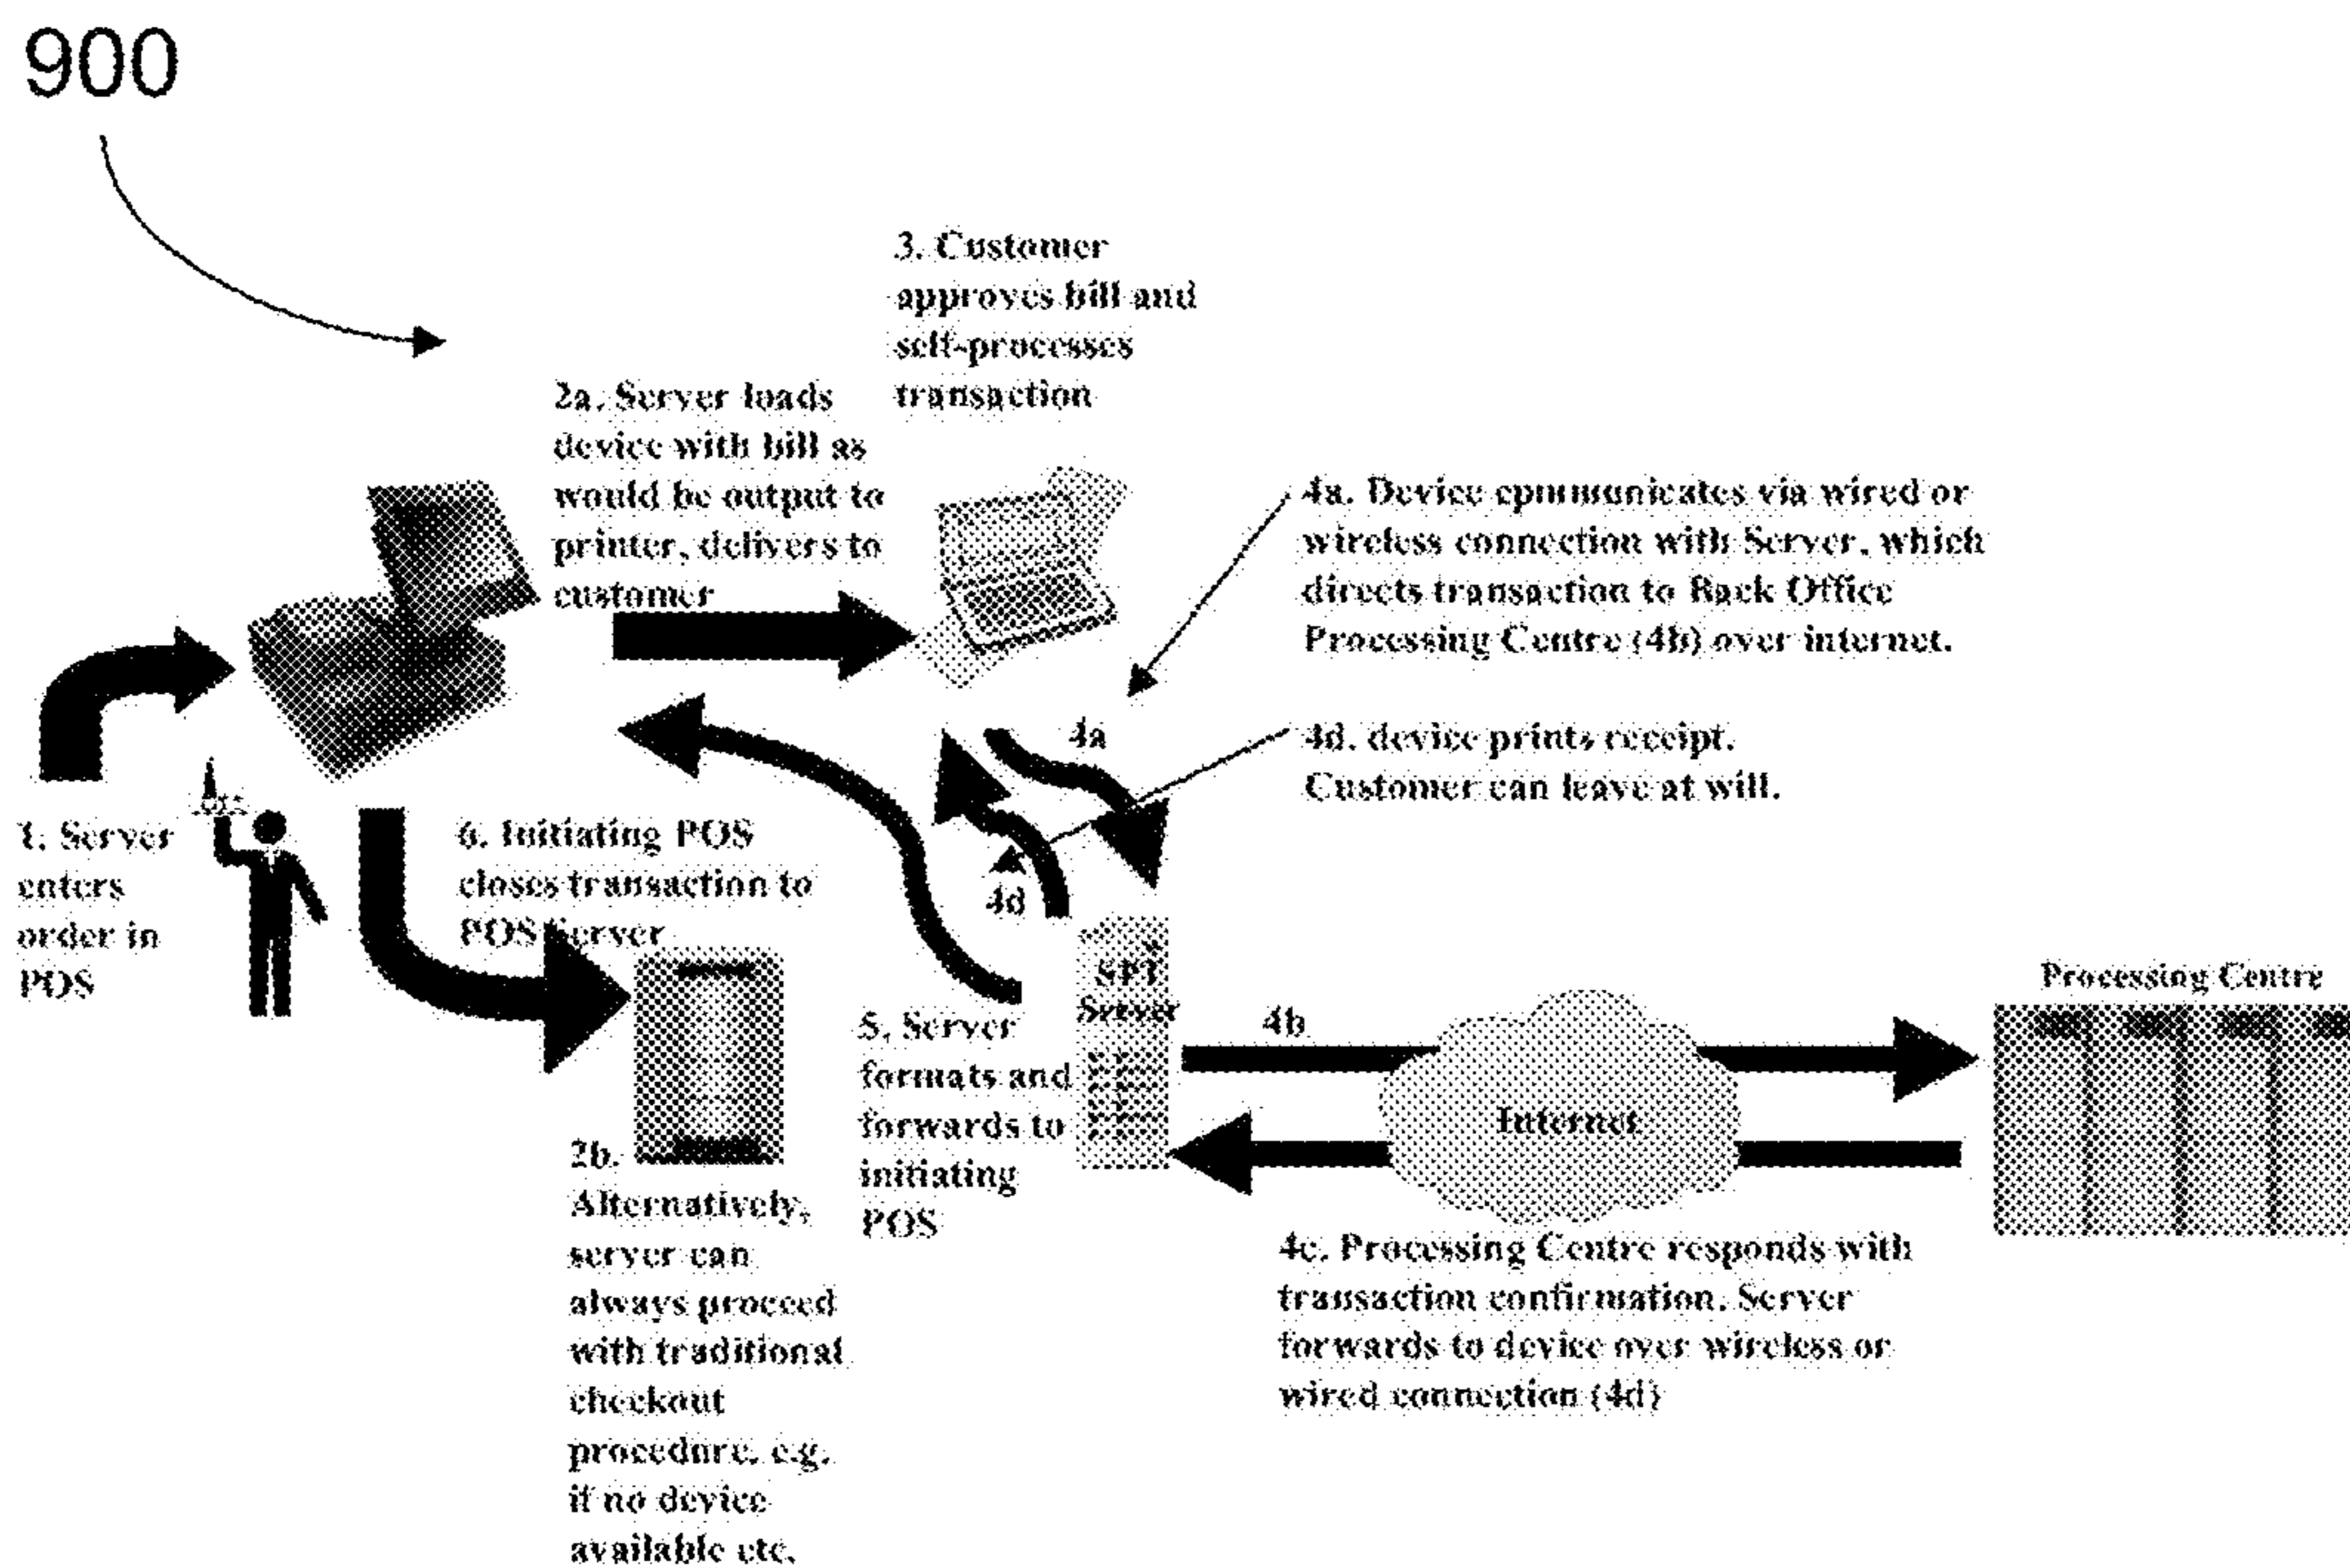 900
3. Customer
approves bill and
self-processes
transaction
2a. Server loads
device with bill as
would be output to
printer, delivers to
customer
4a. Device cpmmunicates via wired or
wireless connection with Server, which
directs transaction to Back Office
Processing Centre (4b) over internet.
4a
4d. device prints receipt.
Customer can leave at will.
1. Server
enters
order in
POS
6. Initiating POS
closes transaction to
POS Server
4d
SPT
Server
5. Server
formats and
forwards to
initiating
POS
4b
Internet
Processing Centre
2b.
Alternatively,
server can
always proceed
with traditional
checkout
procedure. e.g.
if no device
available etc.
4c. Processing Centre responds with
transaction confirmation. Server
forwards to device over wireless or
wired connection (4d)